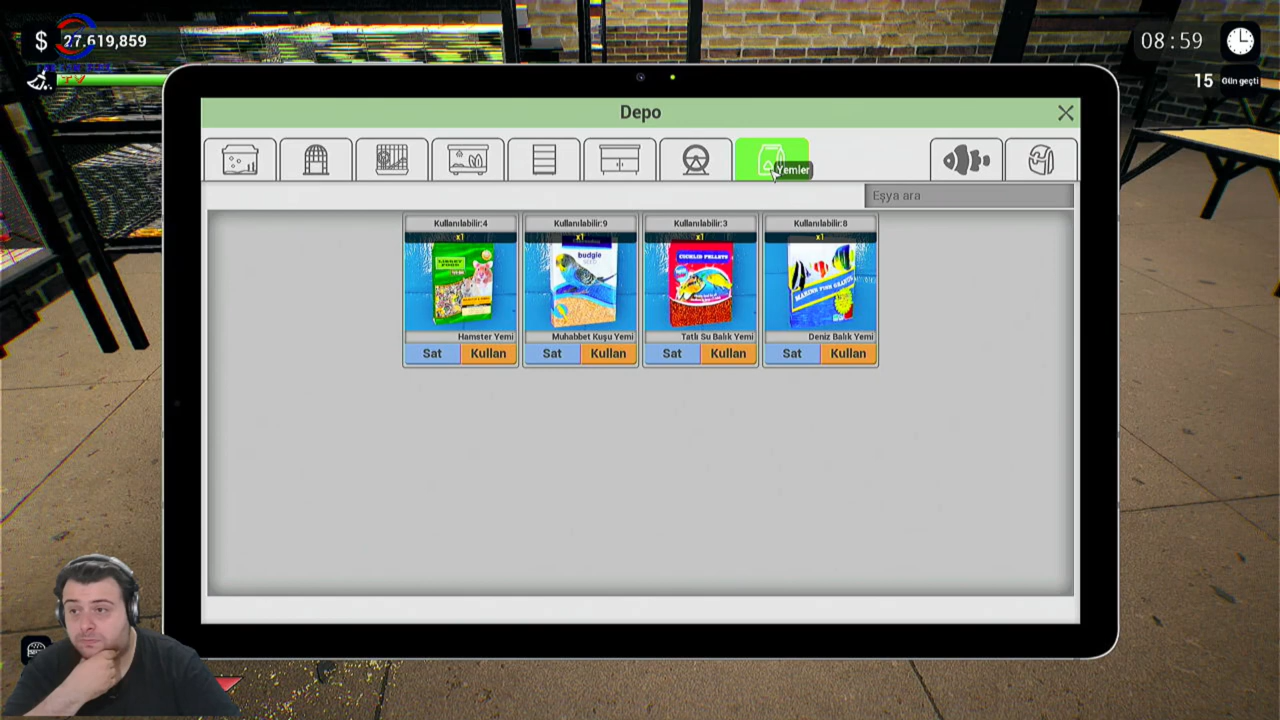 $ 27,619,859
08:59
TV
15 Gün geçti
Depo
Yemler
Eşya ara
Kullanılabilir:4
x1
Hamster Yemi
Sat Kullan
Kullanılabilir:9
x1
budgie
Muhabbet Kuşu Yemi
Sat Kullan
Kullanılabilir:3
x1
CICHLID PELLETS
Tatlı Su Balık Yemi
Sat Kullan
Kullanılabilir:8
x1
MARINE FISH GRANULE
Deniz Balık Yemi
Sat Kullan